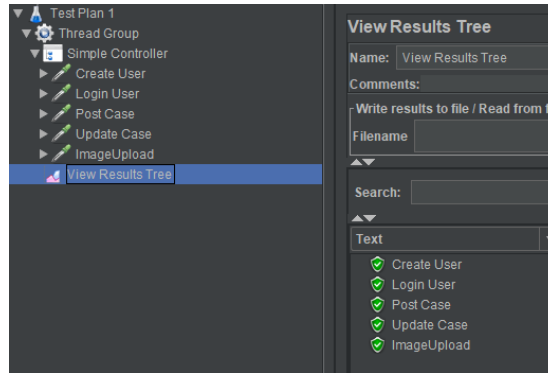 Test Plan 1
Thread Group
Simple Controller
Create User
Login User
Post Case
Update Case
ImageUpload
View Results Tree
View Results Tree
Name: View Results Tree
Comments:
Write results to file / Read from
Filename
Search:
Text
Create User
Login User
Post Case
Update Case
ImageUpload